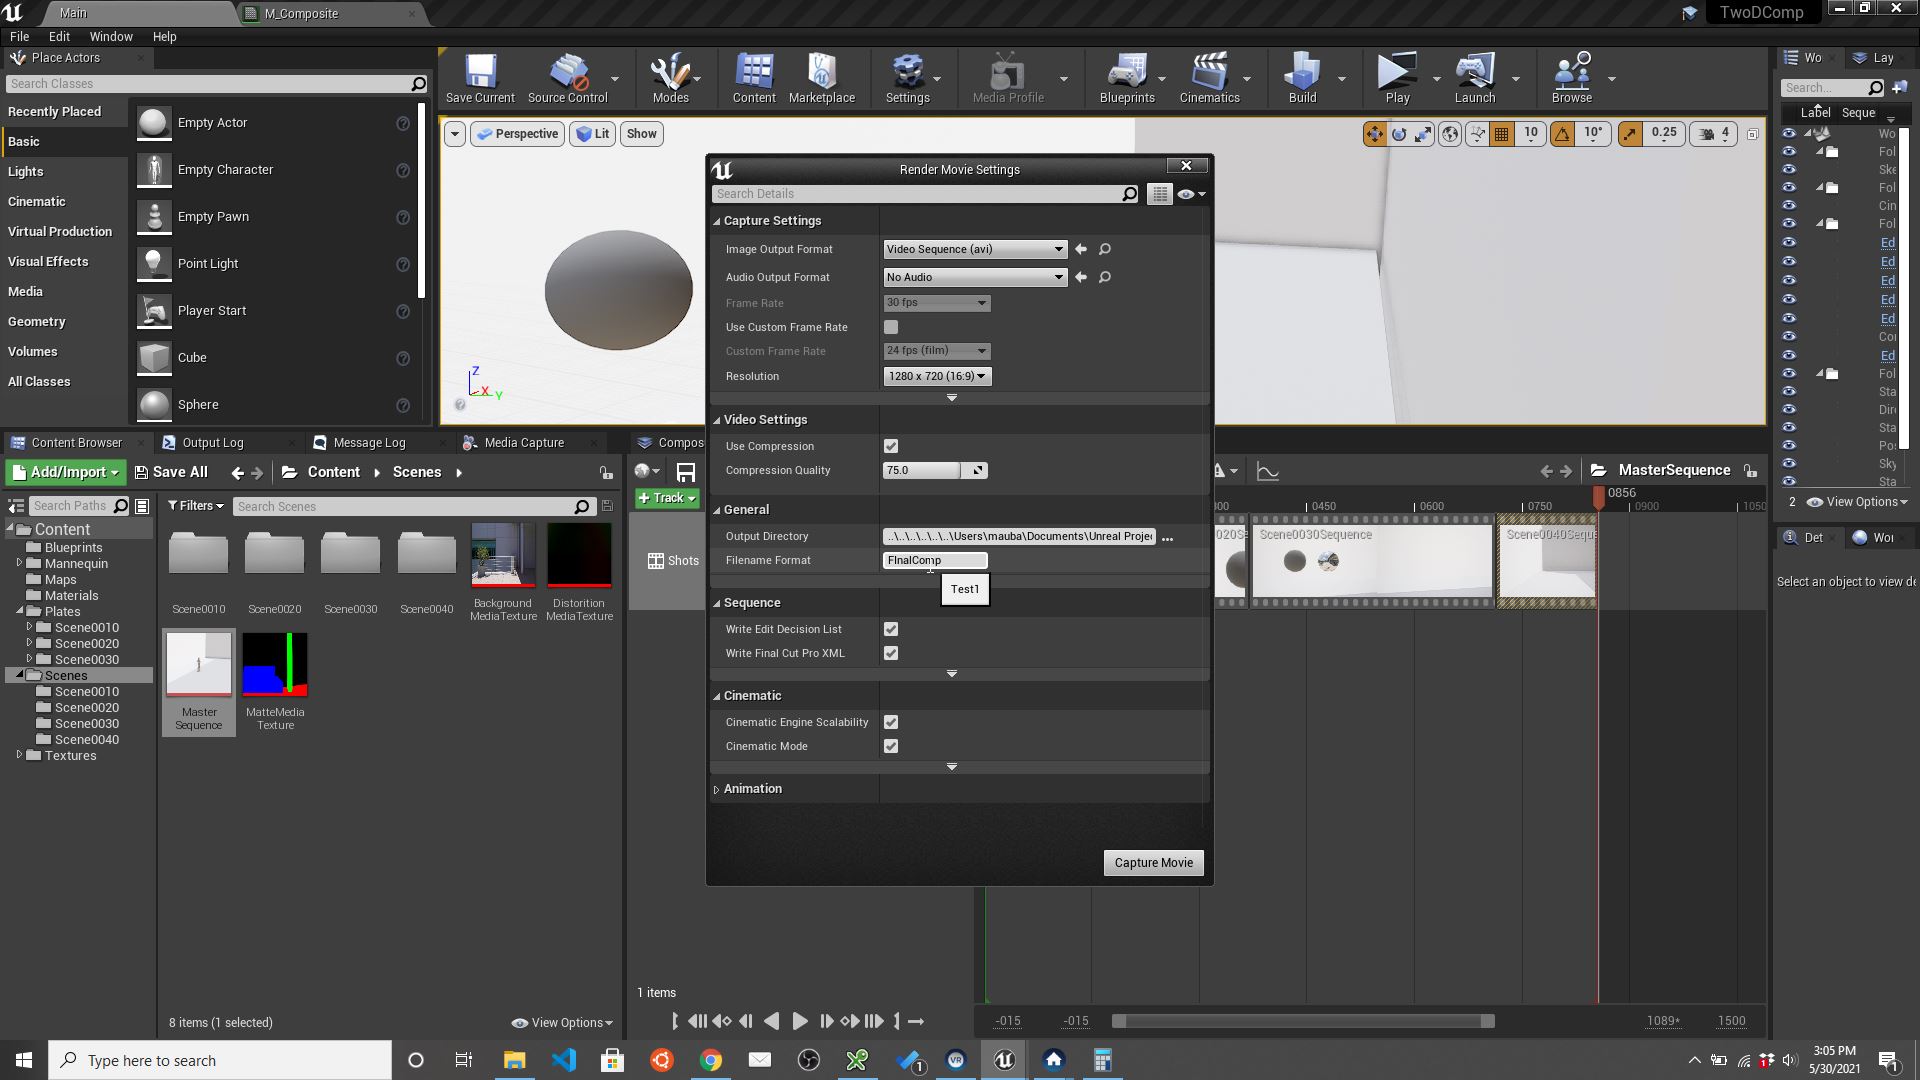 Main
M_Composite
TwoDComp
File Edit Window Help
Place Actors
Search Classes
Recently Placed
Basic
Lights
Cinematic
Virtual Production
Visual Effects
Media
Geometry
Volumes
All Classes
Empty Actor
Empty Character
Empty Pawn
Point Light
Player Start
Cube
Sphere
Save Current Source Control Modes Content Marketplace Settings Media Profile Blueprints Cinematics Build Play Launch Browse
Perspective Lit Show
10 10° 0.25 4
Z
X
Y
Wo Lay
Search...
Label Seque
Wo
Fol
Ske
Fol
Cin
Fol
Ed
Ed
Ed
Ed
Ed
Cor
Ed
Fol
Sta
Dir
Sta
Pos
Sky
Sta
2 View Options
Det Wor
Select an object to view de
Render Movie Settings
Search Details
Capture Settings
Image Output Format Video Sequence (avi)
Audio Output Format No Audio
Frame Rate 30 fps
Use Custom Frame Rate
Custom Frame Rate 24 fps (film)
Resolution 1280 x 720 (16:9)
Video Settings
Use Compression
Compression Quality 75.0
General
Output Directory ..\..\..\..\..\..\Users\mauba\Documents\Unreal Projec ...
Filename Format FInalComp
Test1
Sequence
Write Edit Decision List
Write Final Cut Pro XML
Cinematic
Cinematic Engine Scalability
Cinematic Mode
Animation
Capture Movie
Content Browser Output Log Message Log Media Capture Compos
Add/Import Save All Content Scenes
Search Paths Filters Search Scenes
Content
Blueprints
Mannequin
Maps
Materials
Plates
Scene0010
Scene0020
Scene0030
Scenes
Scene0010
Scene0020
Scene0030
Scene0040
Textures
Scene0010 Scene0020 Scene0030 Scene0040
Background
MediaTexture
Distortion
MediaTexture
Master
Sequence
MatteMedia
Texture
8 items (1 selected) View Options
Track
Shots
1 items
MasterSequence
0856
300 0450 0600 0750 0900 1050
020Se Scene0030Sequence Scene0040Sequ
-015 -015 1089* 1500
Type here to search
1
VR
3:05 PM
5/30/2021
1